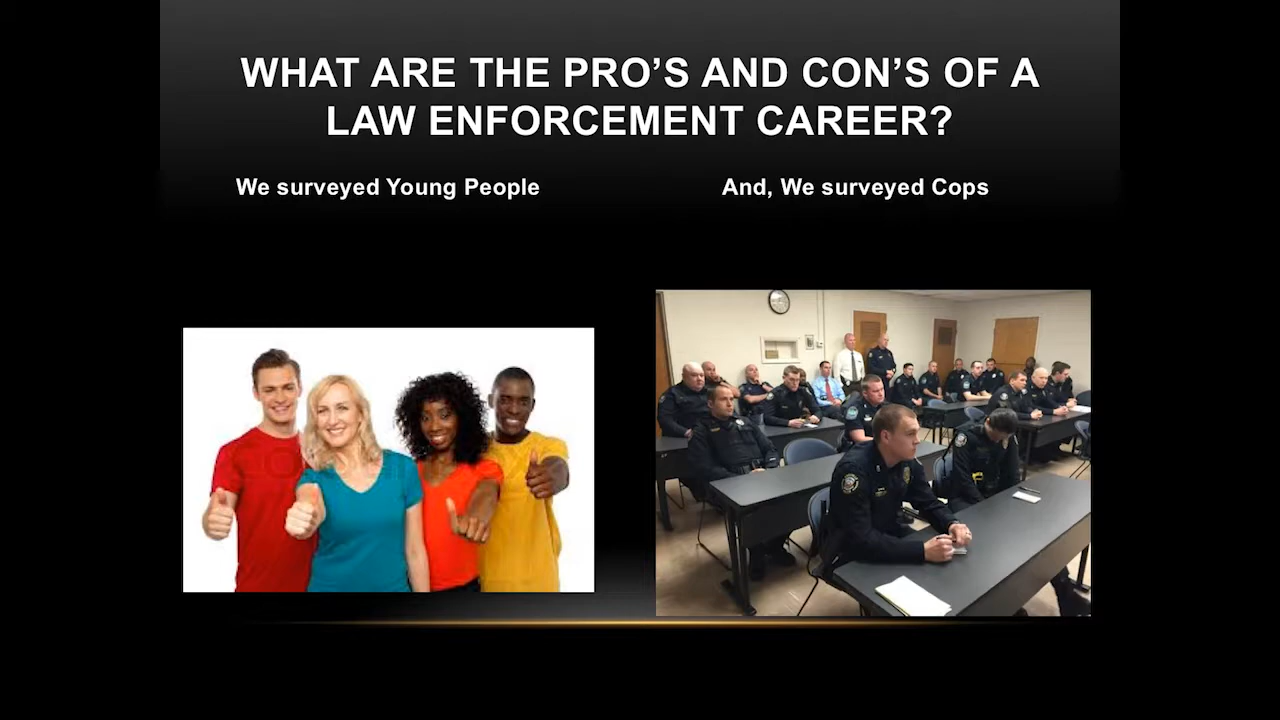 WHAT ARE THE PRO’S AND CON’S OF A
LAW ENFORCEMENT CAREER?
We surveyed Young People
And, We surveyed Cops